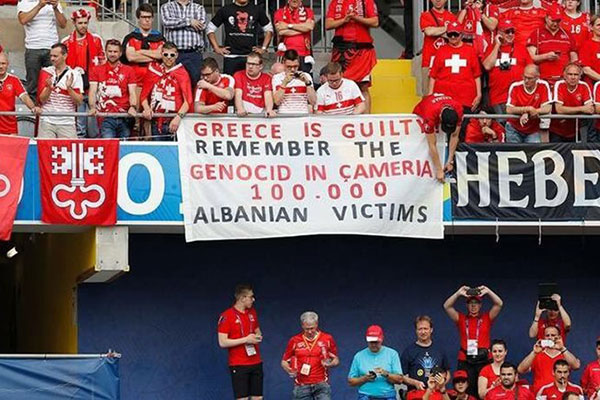 GREECE IS GUILTY
REMEMBER THE
GENOCID IN ÇAMERIA
100.000
ALBANIAN VICTIMS
HEBE